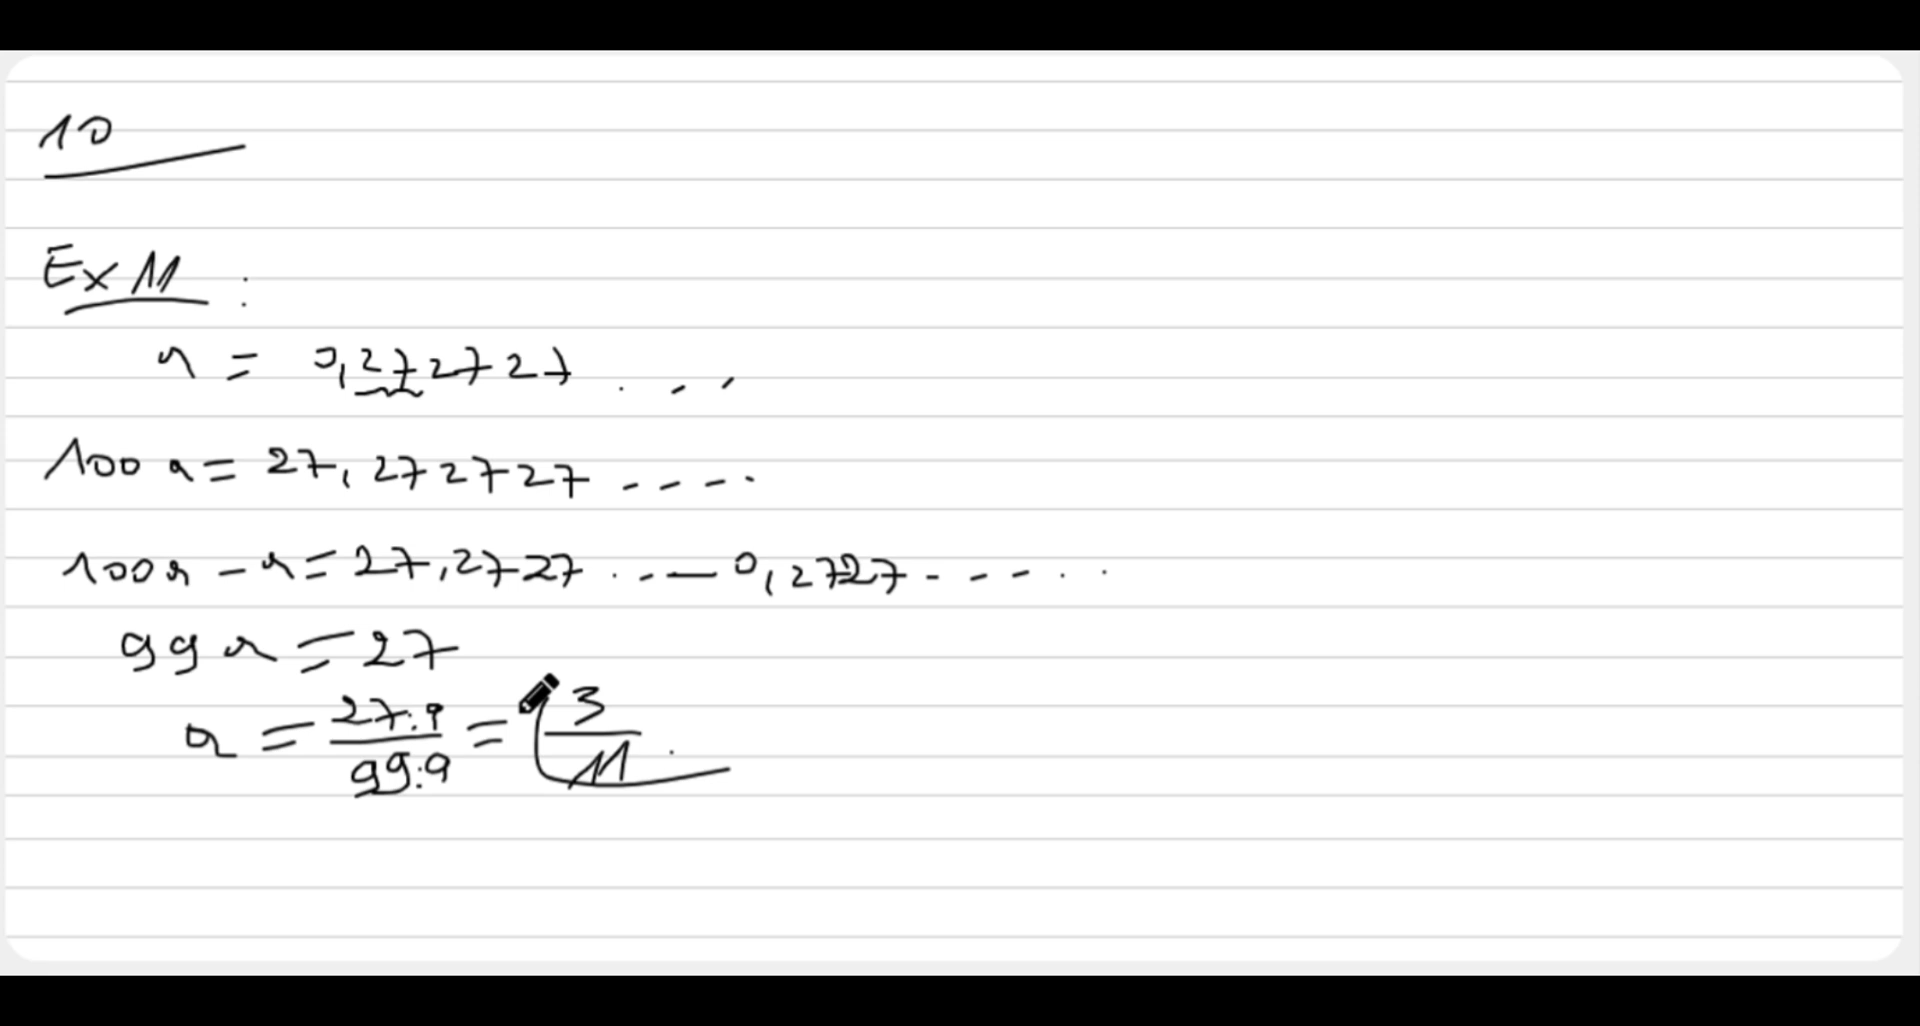 10
Ex 11 :
r = 0,272727 . . .
100 r = 27,272727 - - - .
100r - r = 27,2727 . . . - 0,2727 - - - . .
99 r = 27
r = 27:9 / 99:9 = 3 / 11 .